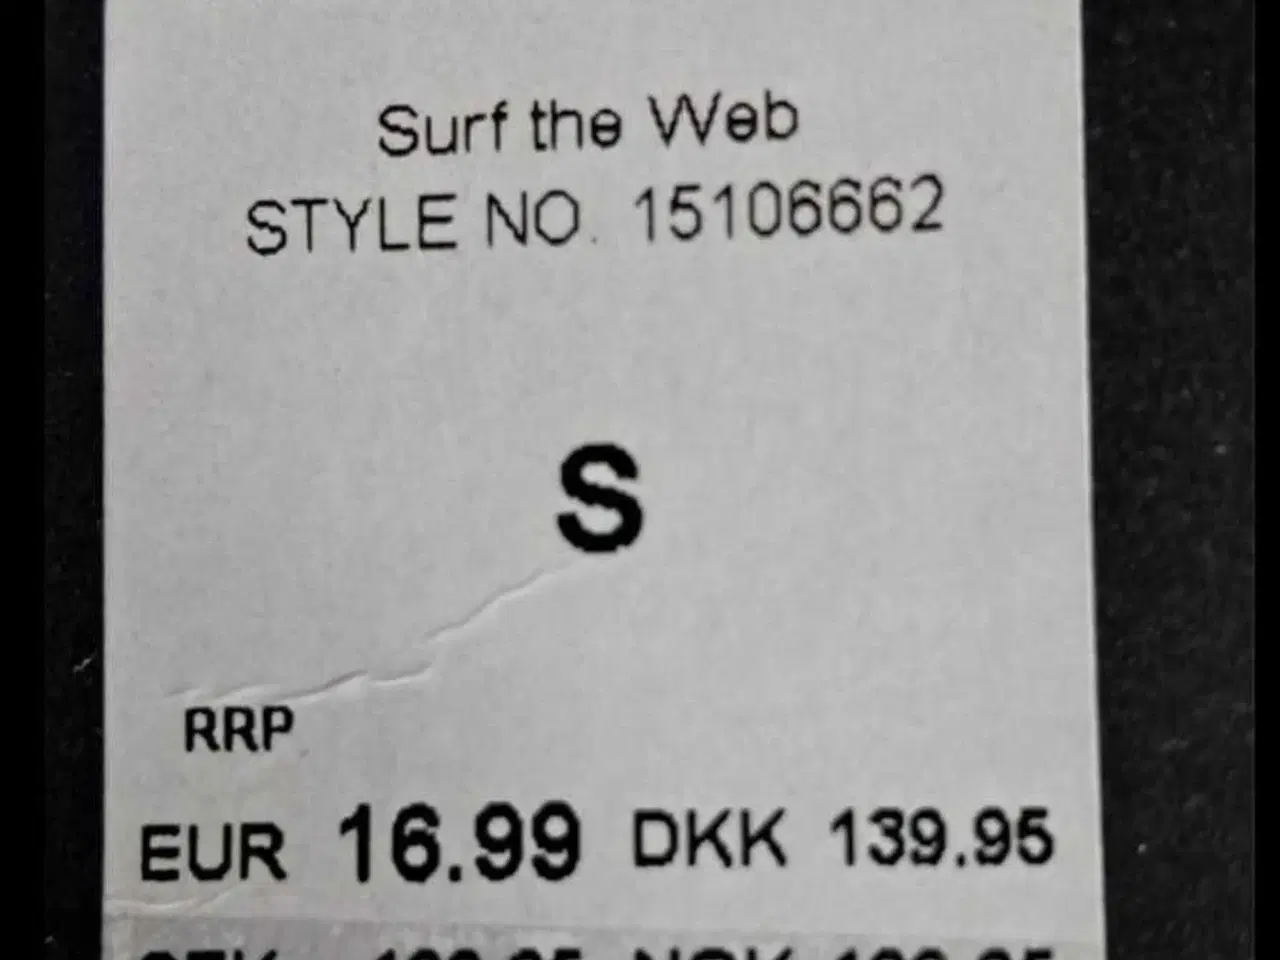 Surf the Web
STYLE NO. 15106662
S
RRP
EUR 16.99 DKK 139.95